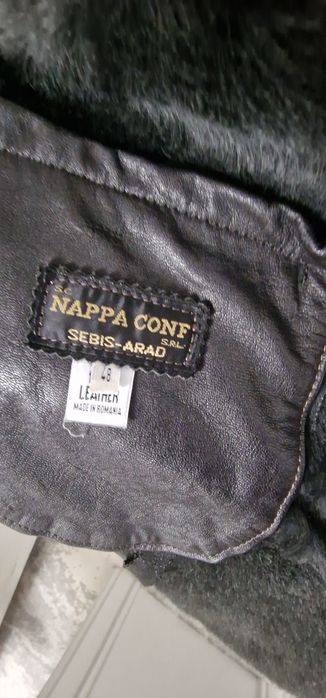 S.C.
NAPPA CONF
S.R.L.
SEBIS-ARAD
48
LEATHER
MADE IN ROMANIA